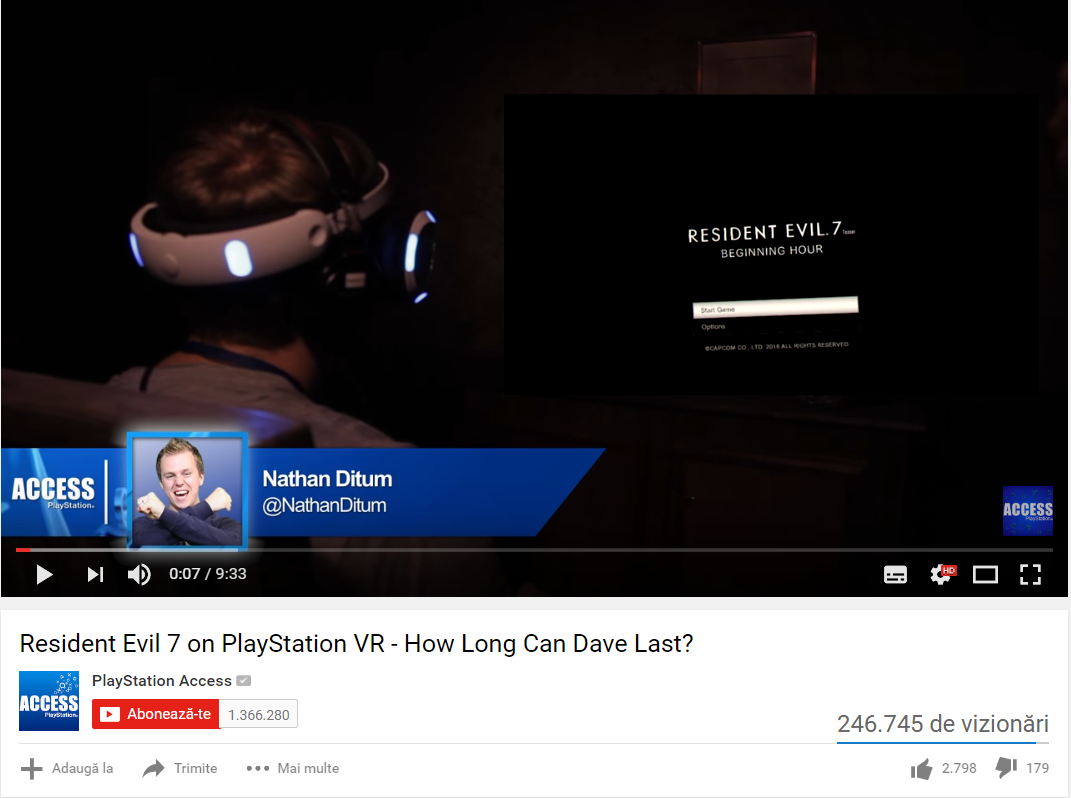 RESIDENT EVIL.7 Teaser
BEGINNING HOUR
Start Game
Options
©CAPCOM CO., LTD. 2016 ALL RIGHTS RESERVED.
ACCESS
PlayStation
Nathan Ditum
@NathanDitum
ACCESS
PlayStation
0:07 / 9:33
HD
Resident Evil 7 on PlayStation VR - How Long Can Dave Last?
ACCESS
PlayStation
PlayStation Access
Abonează-te 1.366.280
246.745 de vizionări
Adaugă la Trimite Mai multe
2.798 179